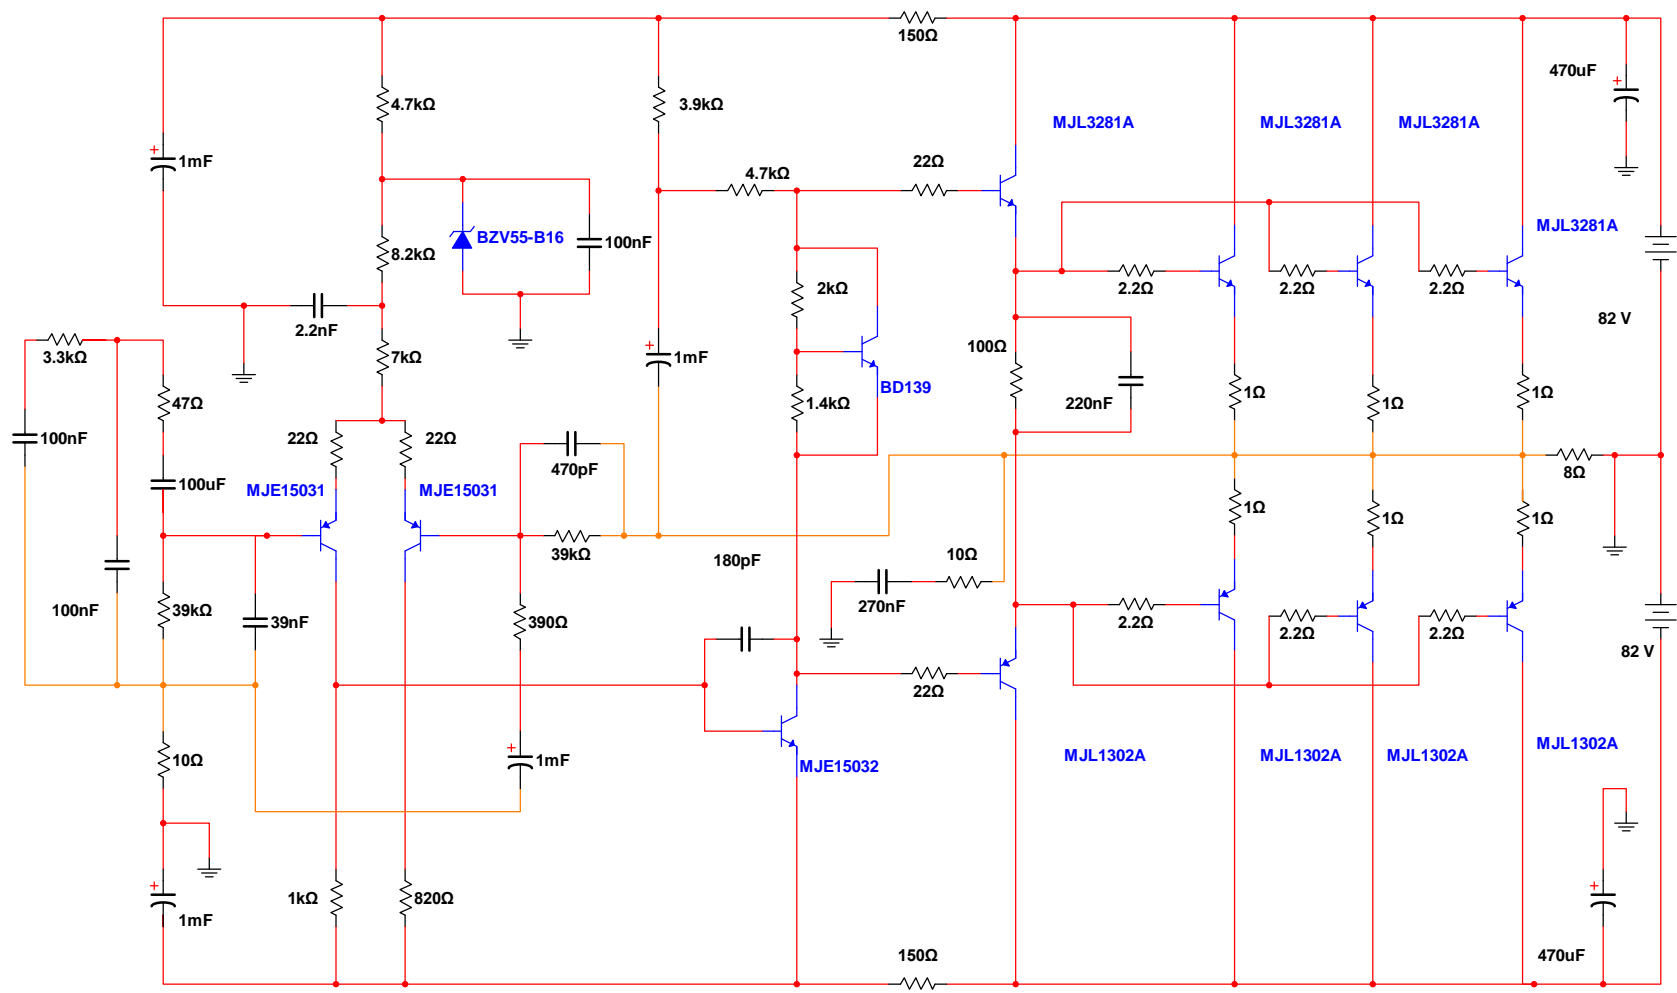 150Ω
470uF
4.7kΩ
3.9kΩ
MJL3281A
MJL3281A
MJL3281A
+
+
1mF
22Ω
4.7kΩ
MJL3281A
BZV55-B16
100nF
8.2kΩ
2kΩ
2.2Ω
2.2Ω
2.2Ω
82 V
2.2nF
3.3kΩ
7kΩ
+
1mF
100Ω
BD139
47Ω
1.4kΩ
220nF
1Ω
1Ω
1Ω
100nF
22Ω
22Ω
470pF
8Ω
100uF
MJE15031
MJE15031
1Ω
1Ω
1Ω
39kΩ
180pF
10Ω
100nF
39kΩ
39nF
390Ω
270nF
2.2Ω
2.2Ω
2.2Ω
82 V
22Ω
10Ω
+
1mF
MJE15032
MJL1302A
MJL1302A
MJL1302A
MJL1302A
+
1mF
1kΩ
820Ω
+
150Ω
470uF